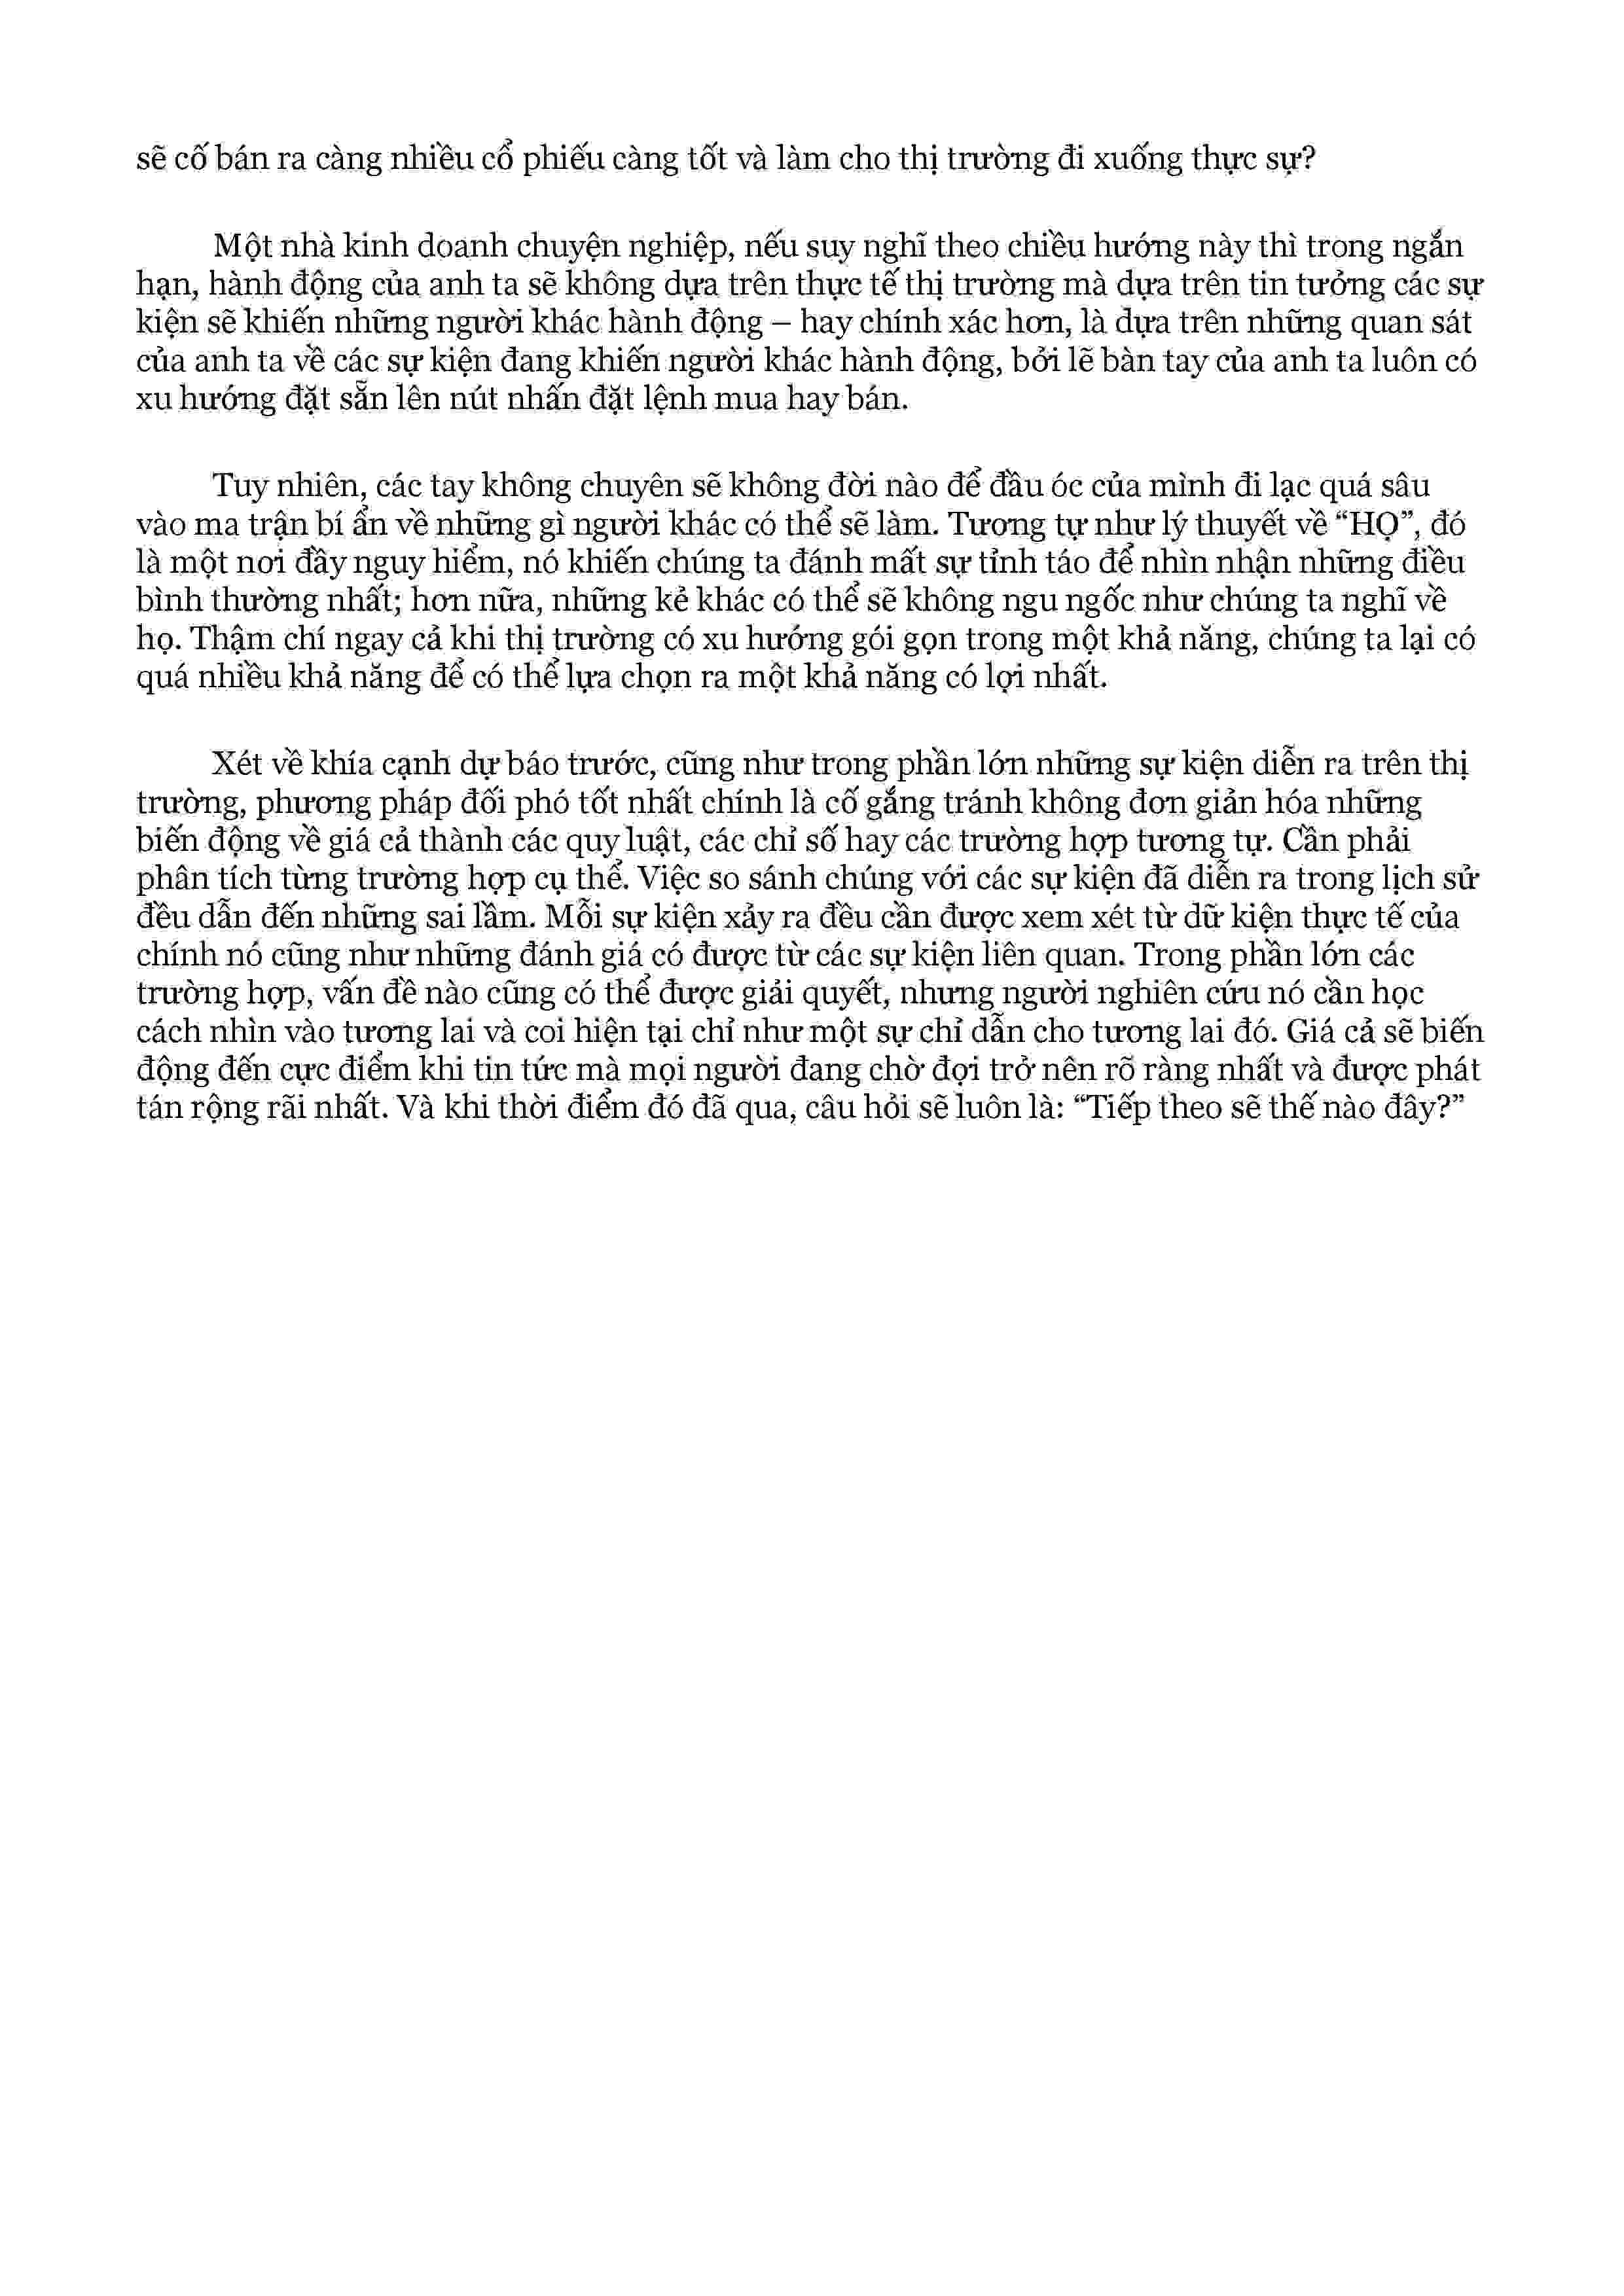 sẽ cố bán ra càng nhiều cổ phiếu càng tốt và làm cho thị trường đi xuống thực sự?
Một nhà kinh doanh chuyện nghiệp, nếu suy nghĩ theo chiều hướng này thì trong ngắn
hạn, hành động của anh ta sẽ không dựa trên thực tế thị trường mà dựa trên tin tưởng các sự
kiện sẽ khiến những người khác hành động – hay chính xác hơn, là dựa trên những quan sát
của anh ta về các sự kiện đang khiến người khác hành động, bởi lẽ bàn tay của anh ta luôn có
xu hướng đặt sẵn lên nút nhấn đặt lệnh mua hay bán.
Tuy nhiên, các tay không chuyên sẽ không đời nào để đầu óc của mình đi lạc quá sâu
vào ma trận bí ẩn về những gì người khác có thể sẽ làm. Tương tự như lý thuyết về “HỌ”, đó
là một nơi đầy nguy hiểm, nó khiến chúng ta đánh mất sự tỉnh táo để nhìn nhận những điều
bình thường nhất; hơn nữa, những kẻ khác có thể sẽ không ngu ngốc như chúng ta nghĩ về
họ. Thậm chí ngay cả khi thị trường có xu hướng gói gọn trong một khả năng, chúng ta lại có
quá nhiều khả năng để có thể lựa chọn ra một khả năng có lợi nhất.
Xét về khía cạnh dự báo trước, cũng như trong phần lớn những sự kiện diễn ra trên thị
trường, phương pháp đối phó tốt nhất chính là cố gắng tránh không đơn giản hóa những
biến động về giá cả thành các quy luật, các chỉ số hay các trường hợp tương tự. Cần phải
phân tích từng trường hợp cụ thể. Việc so sánh chúng với các sự kiện đã diễn ra trong lịch sử
đều dẫn đến những sai lầm. Mỗi sự kiện xảy ra đều cần được xem xét từ dữ kiện thực tế của
chính nó cũng như những đánh giá có được từ các sự kiện liên quan. Trong phần lớn các
trường hợp, vấn đề nào cũng có thể được giải quyết, nhưng người nghiên cứu nó cần học
cách nhìn vào tương lai và coi hiện tại chỉ như một sự chỉ dẫn cho tương lai đó. Giá cả sẽ biến
động đến cực điểm khi tin tức mà mọi người đang chờ đợi trở nên rõ ràng nhất và được phát
tán rộng rãi nhất. Và khi thời điểm đó đã qua, câu hỏi sẽ luôn là: “Tiếp theo sẽ thế nào đây?”